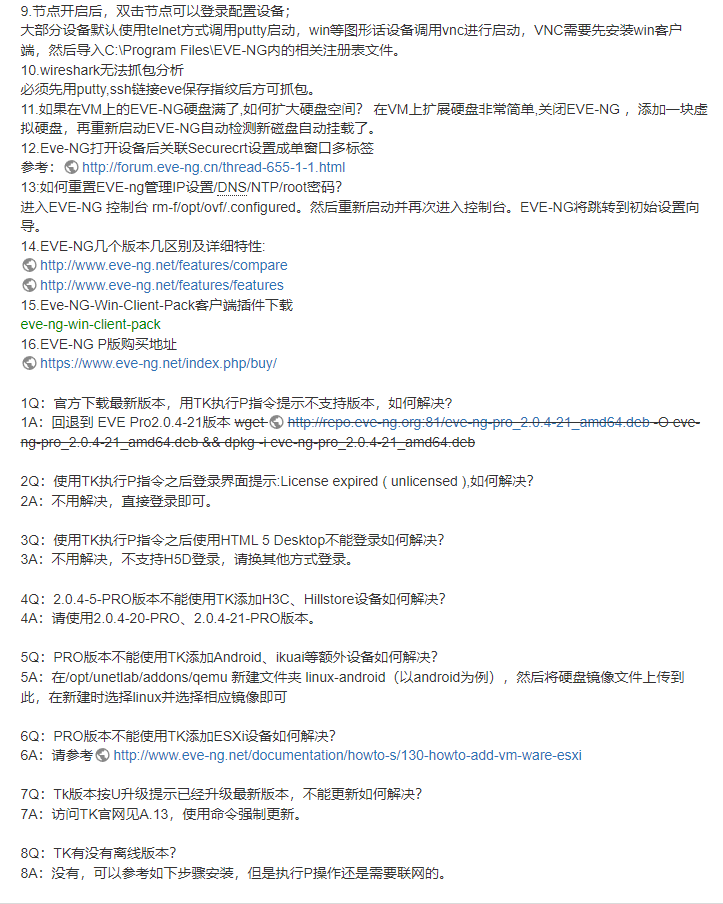 9.节点开启后，双击节点可以登录配置设备；
大部分设备默认使用telnet方式调用putty启动，win等图形话设备调用vnc进行启动，VNC需要先安装win客户
端，然后导入C:\Program Files\EVE-NG内的相关注册表文件。
10.wireshark无法抓包分析
必须先用putty,ssh链接eve保存指纹后方可抓包。
11.如果在VM上的EVE-NG硬盘满了,如何扩大硬盘空间？ 在VM上扩展硬盘非常简单,关闭EVE-NG ，添加一块虚
拟硬盘，再重新启动EVE-NG自动检测新磁盘自动挂载了。
12.Eve-NG打开设备后关联Securecrt设置成单窗口多标签
参考： http://forum.eve-ng.cn/thread-655-1-1.html
13:如何重置EVE-ng管理IP设置/DNS/NTP/root密码？
进入EVE-NG 控制台 rm-f/opt/ovf/.configured。然后重新启动并再次进入控制台。EVE-NG将跳转到初始设置向
导。
14.EVE-NG几个版本几区别及详细特性:
http://www.eve-ng.net/features/compare
http://www.eve-ng.net/features/features
15.Eve-NG-Win-Client-Pack客户端插件下载
eve-ng-win-client-pack
16.EVE-NG P版购买地址
https://www.eve-ng.net/index.php/buy/
1Q：官方下载最新版本，用TK执行P指令提示不支持版本，如何解决？
1A：回退到 EVE Pro2.0.4-21版本 wget http://repo.eve-ng.org:81/eve-ng-pro_2.0.4-21_amd64.deb -O eve-
ng-pro_2.0.4-21_amd64.deb && dpkg -i eve-ng-pro_2.0.4-21_amd64.deb
2Q：使用TK执行P指令之后登录界面提示:License expired ( unlicensed ),如何解决？
2A：不用解决，直接登录即可。
3Q：使用TK执行P指令之后使用HTML 5 Desktop不能登录如何解决？
3A：不用解决，不支持H5D登录，请换其他方式登录。
4Q：2.0.4-5-PRO版本不能使用TK添加H3C、Hillstore设备如何解决？
4A：请使用2.0.4-20-PRO、2.0.4-21-PRO版本。
5Q：PRO版本不能使用TK添加Android、ikuai等额外设备如何解决？
5A：在/opt/unetlab/addons/qemu 新建文件夹 linux-android（以android为例），然后将硬盘镜像文件上传到
此，在新建时选择linux并选择相应镜像即可
6Q：PRO版本不能使用TK添加ESXi设备如何解决？
6A：请参考 http://www.eve-ng.net/documentation/howto-s/130-howto-add-vm-ware-esxi
7Q：Tk版本按U升级提示已经升级最新版本，不能更新如何解决？
7A：访问TK官网见A.13，使用命令强制更新。
8Q：TK有没有离线版本？
8A：没有，可以参考如下步骤安装，但是执行P操作还是需要联网的。